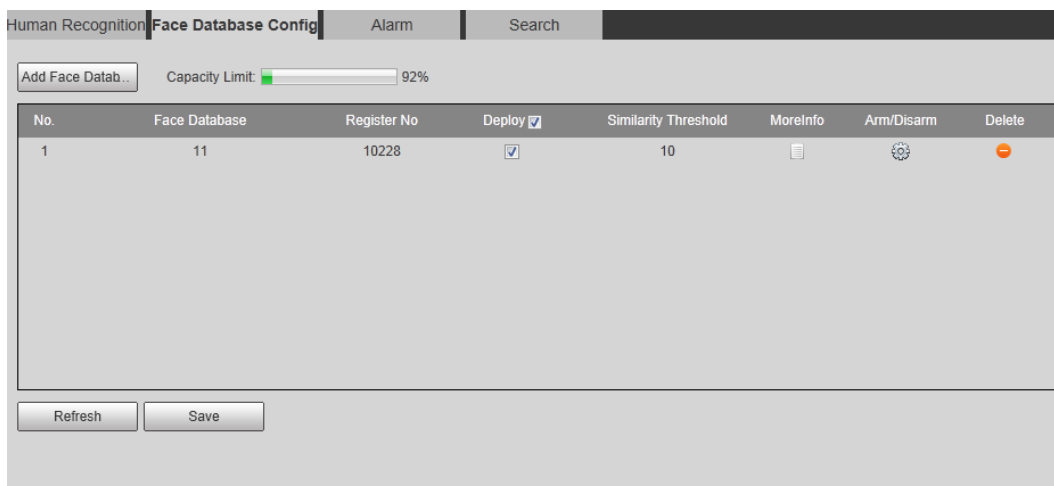 Human Recognition Face Database Config Alarm Search
Add Face Datab... Capacity Limit: 92%
No. Face Database Register No Deploy Similarity Threshold MoreInfo Arm/Disarm Delete
1 11 10228 10
Refresh Save